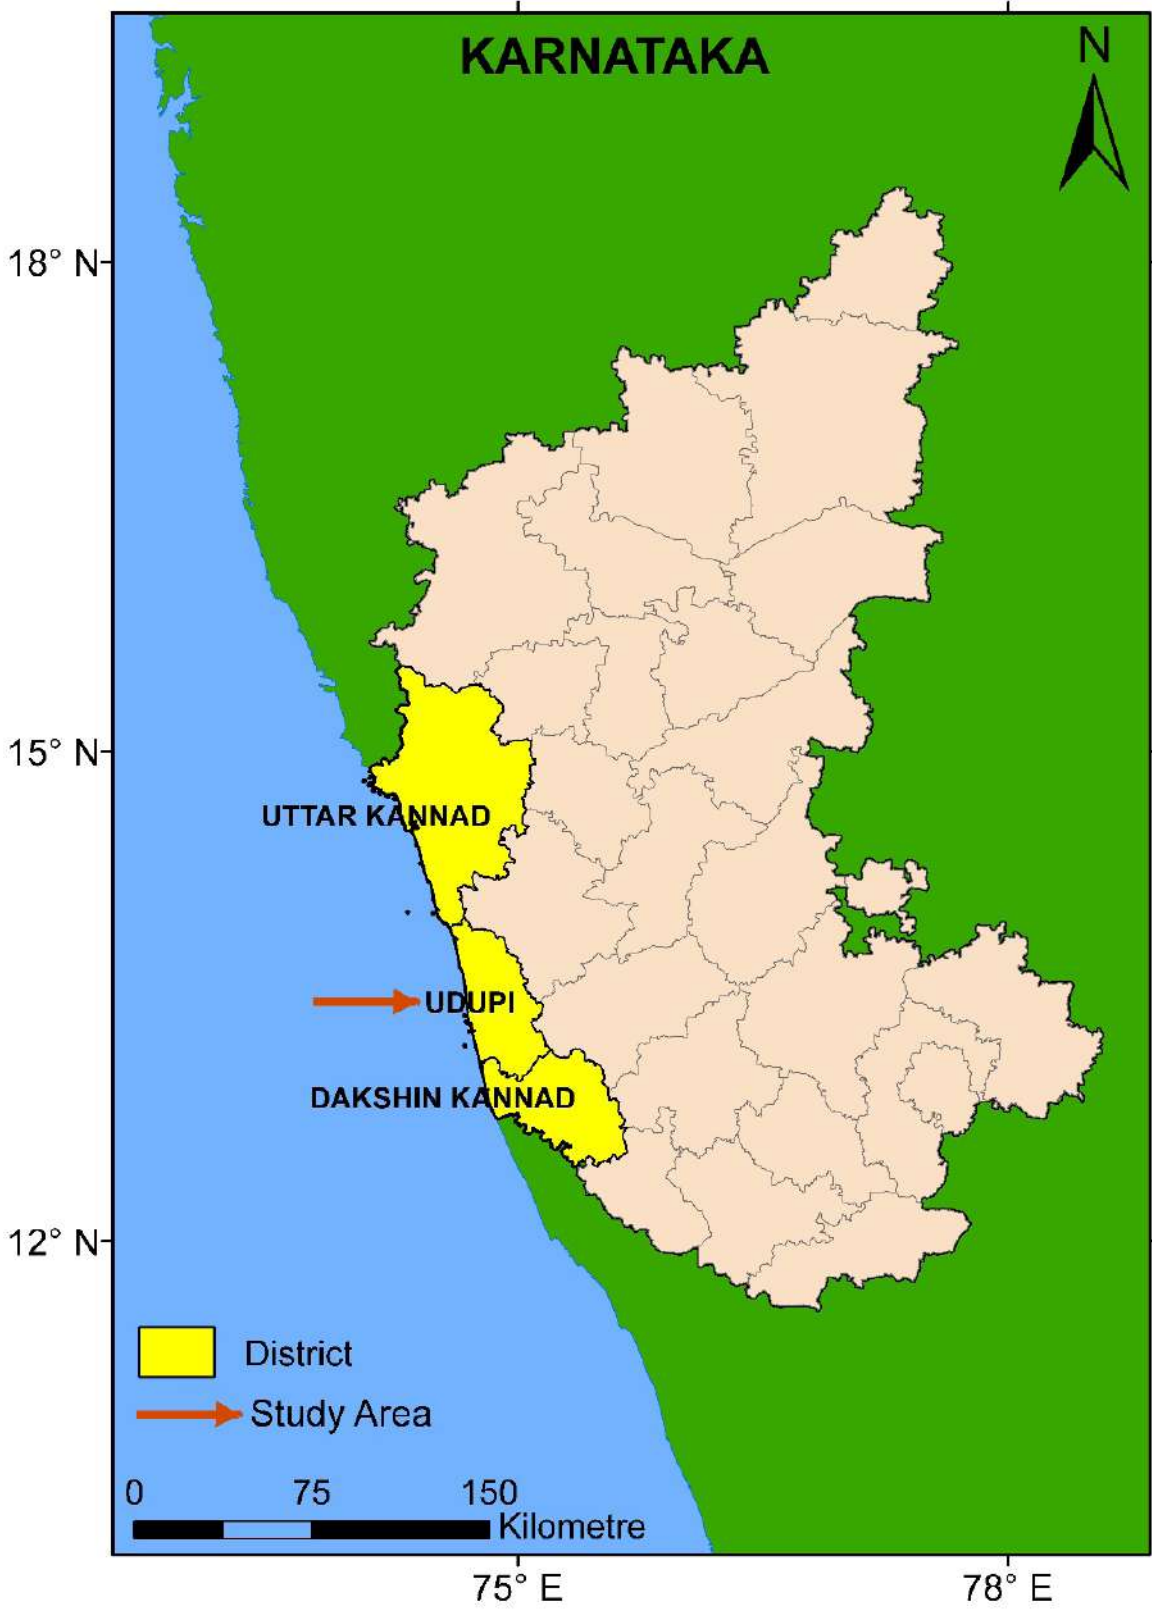 KARNATAKA
N
18° N
15° N
UTTAR KANNAD
UDUPI
DAKSHIN KANNAD
12° N
District
Study Area
0 75 150
Kilometre
75° E 78° E